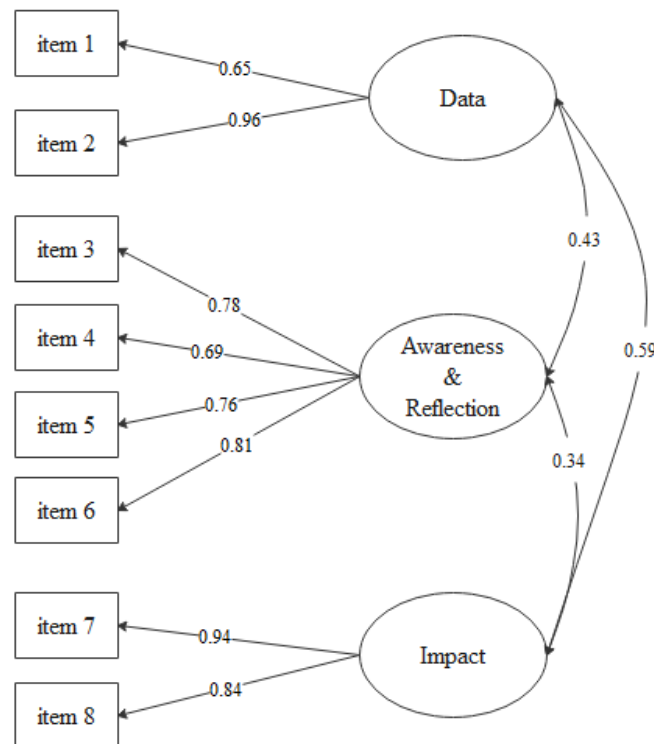 item 1
0.65
Data
0.96
item 2
item 3
0.43
0.78
item 4
0.69
Awareness
&
Reflection
0.59
0.76
item 5
0.81
0.34
item 6
item 7
0.94
Impact
0.84
item 8